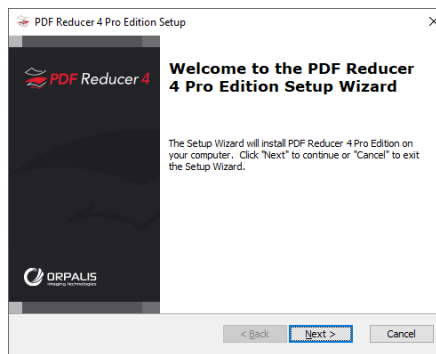 PDF Reducer 4 Pro Edition Setup
PDF Reducer 4
Welcome to the PDF Reducer
4 Pro Edition Setup Wizard
The Setup Wizard will install PDF Reducer 4 Pro Edition on
your computer. Click "Next" to continue or "Cancel" to exit
the Setup Wizard.
ORPALIS
imaging technologies
< Back
Next >
Cancel